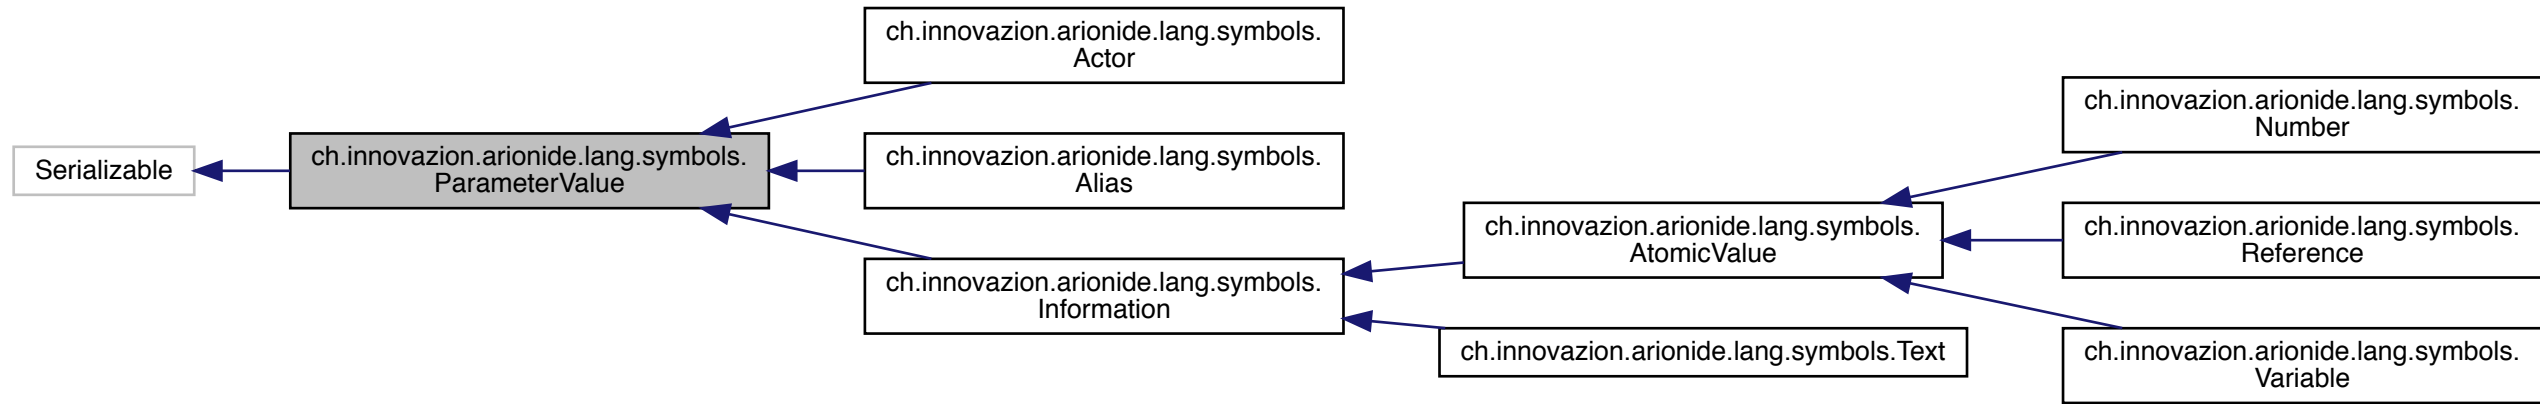 Serializable
ch.innovazion.arionide.lang.symbols.
ParameterValue
ch.innovazion.arionide.lang.symbols.
Actor
ch.innovazion.arionide.lang.symbols.
Alias
ch.innovazion.arionide.lang.symbols.
Information
ch.innovazion.arionide.lang.symbols.
AtomicValue
ch.innovazion.arionide.lang.symbols.Text
ch.innovazion.arionide.lang.symbols.
Number
ch.innovazion.arionide.lang.symbols.
Reference
ch.innovazion.arionide.lang.symbols.
Variable